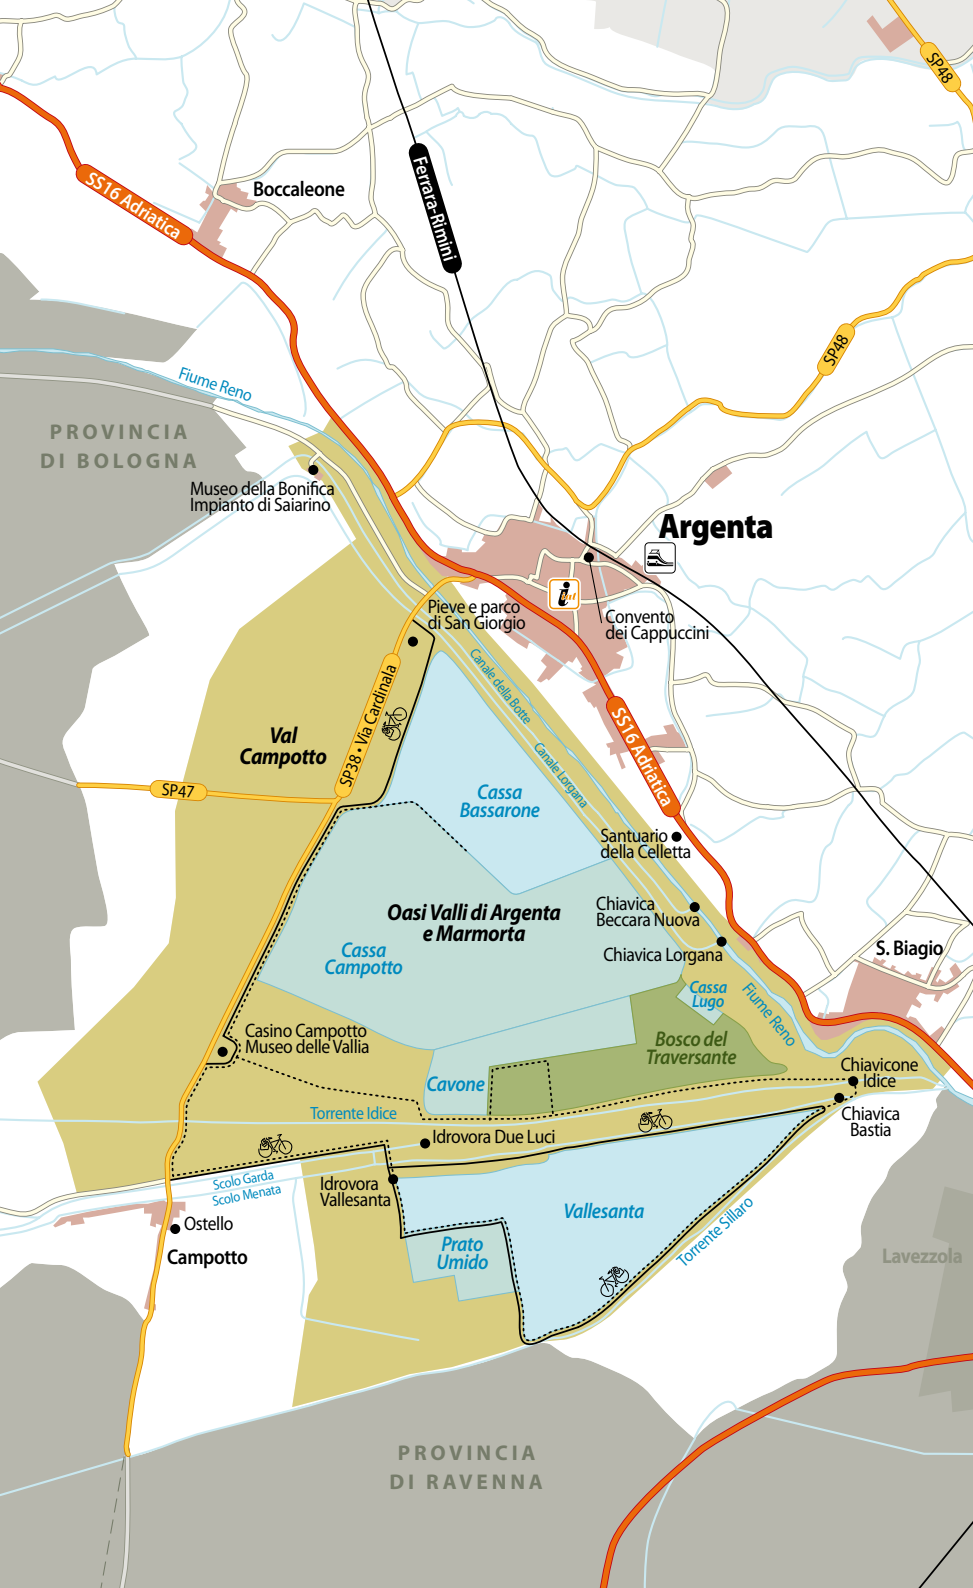 SP48
Ferrara-Rimini
SS16 Adriatica
Boccaleone
SP48
Fiume Reno
PROVINCIA
DI BOLOGNA
Museo della Bonifica
Impianto di Saiarino
Argenta
i
Convento
dei Cappuccini
Pieve e parco
di San Giorgio
Canale della Botte
SP38 • Via Cardinala
Val
Campotto
SS16 Adriatica
Canale Lorgana
SP47
Cassa
Bassarone
Santuario
della Celletta
Oasi Valli di Argenta
e Marmorta
Chiavica
Beccara Nuova
Cassa
Campotto
Chiavica Lorgana
S. Biagio
Cassa
Lugo
Fiume Reno
Casino Campotto
Museo delle Vallia
Bosco del
Traversante
Chiavicone
Idice
Cavone
Torrente Idice
Chiavica
Bastia
Idrovora Due Luci
Scolo Garda
Scolo Menata
Idrovora
Vallesanta
Vallesanta
Ostello
Campotto
Prato
Umido
Torrente Sillaro
Lavezzola
PROVINCIA
DI RAVENNA